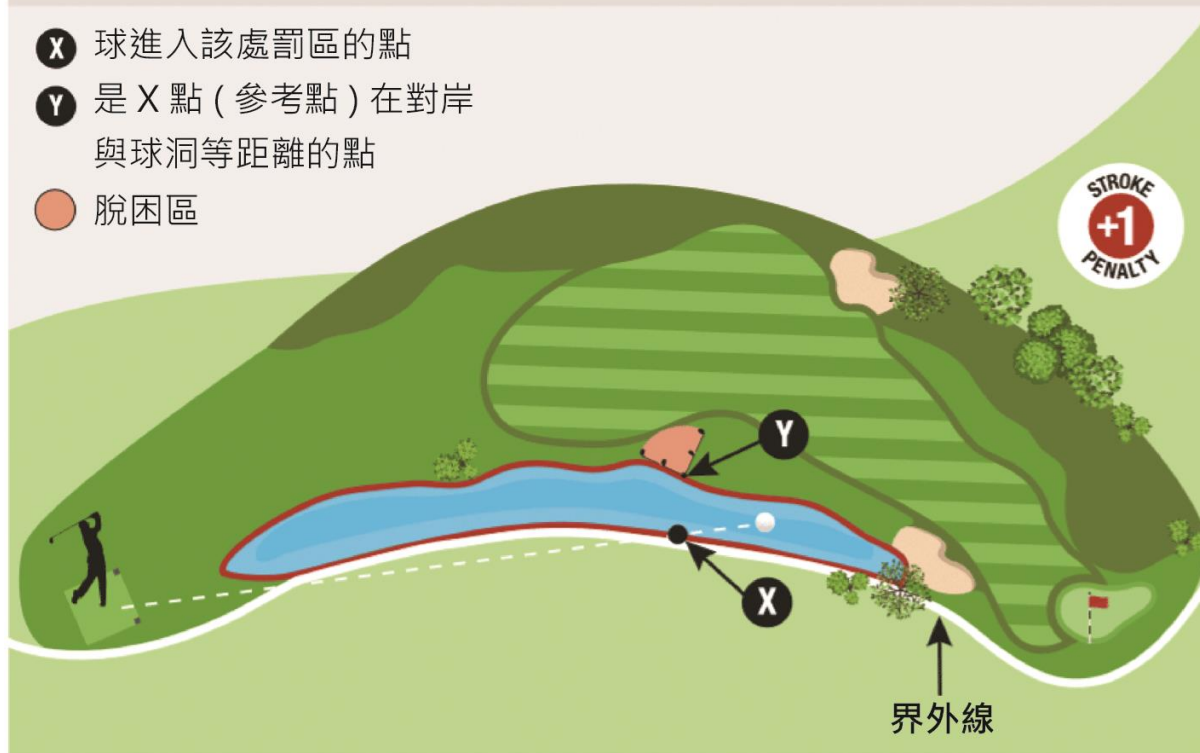 X 球進入該處罰區的點
Y 是 X 點 ( 參考點 ) 在對岸
與球洞等距離的點
脫困區
STROKE
+1
PENALTY
Y
X
界外線